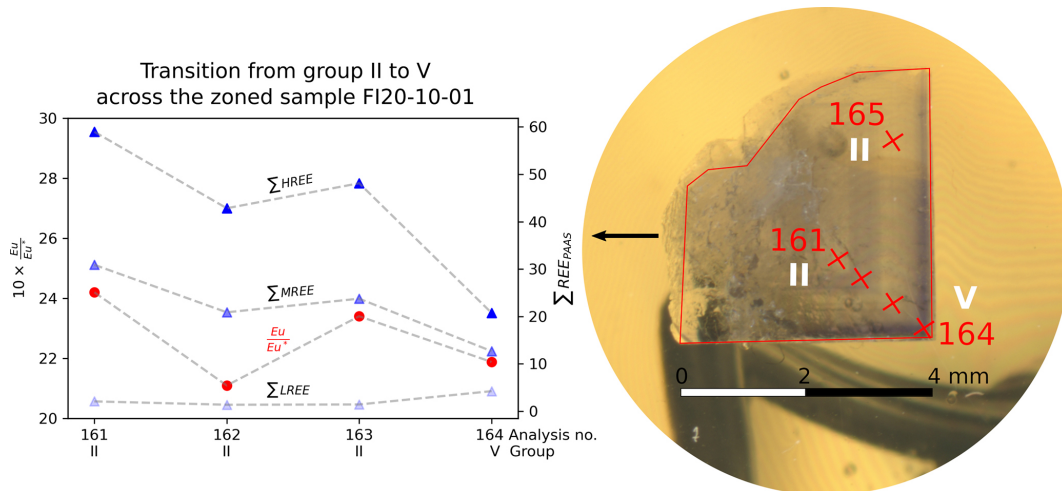 Transition from group II to V
across the zoned sample FI20-10-01
30
28
26
24
22
20
10 × Eu/Eu*
∑HREE
∑MREE
Eu/Eu*
∑LREE
60
50
40
30
20
10
0
∑REE_PAAS
161 162 163 164 Analysis no.
II II II V Group
165
II
161
II
V
164
0 2 4 mm